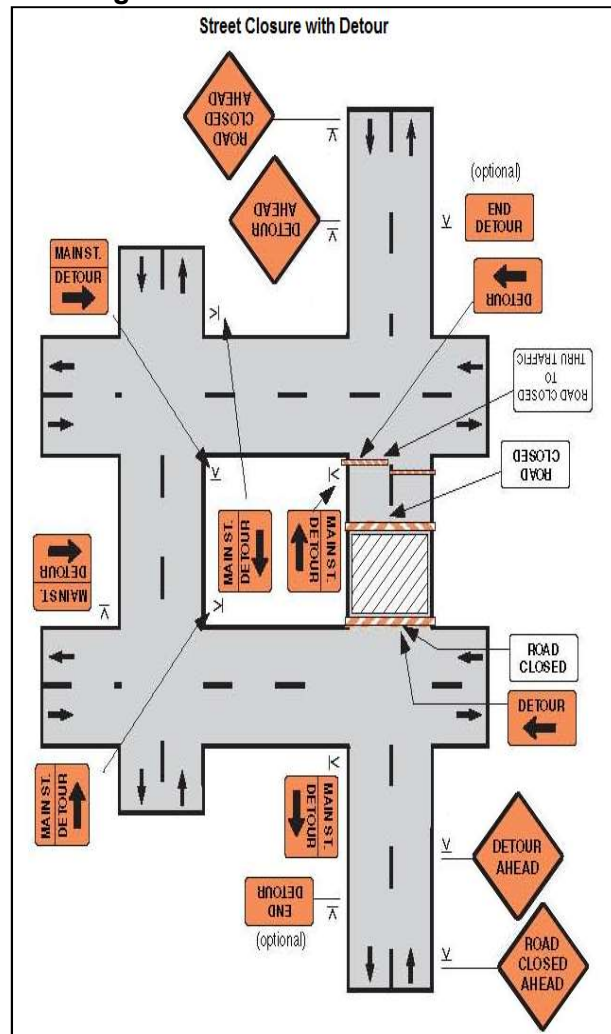 Street Closure with Detour
ROAD
CLOSED
AHEAD
DETOUR
AHEAD
(optional)
END
DETOUR
MAIN ST.
DETOUR
DETOUR
ROAD CLOSED
TO
THRU TRAFFIC
ROAD
CLOSED
MAIN ST.
DETOUR
MAIN ST.
DETOUR
MAIN ST.
DETOUR
ROAD
CLOSED
DETOUR
MAIN ST.
DETOUR
MAIN ST.
DETOUR
DETOUR
AHEAD
END
DETOUR
(optional)
ROAD
CLOSED
AHEAD